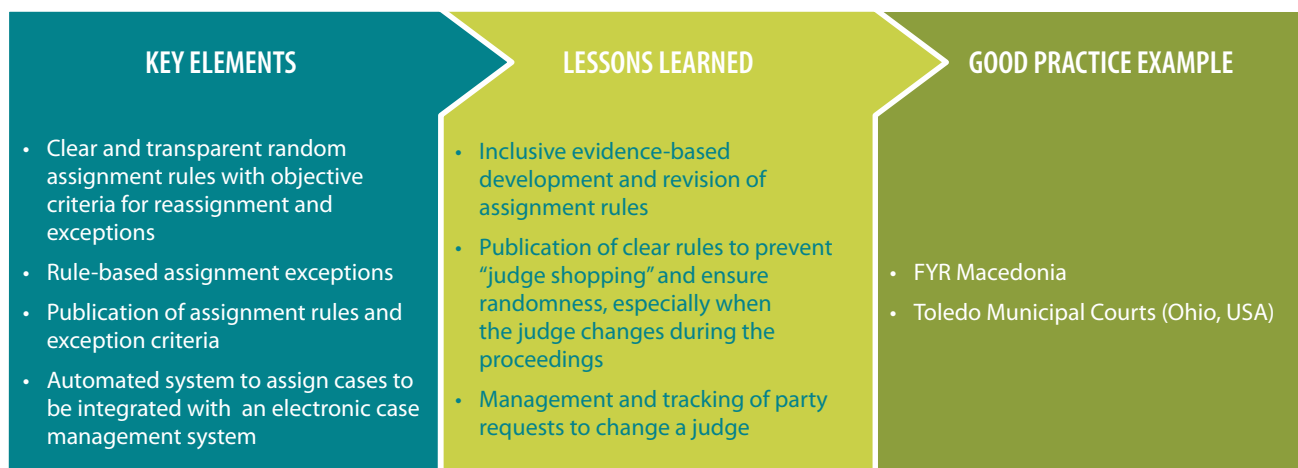 KEY ELEMENTS
• Clear and transparent random
assignment rules with objective
criteria for reassignment and
exceptions
• Rule-based assignment exceptions
• Publication of assignment rules and
exception criteria
• Automated system to assign cases to
be integrated with an electronic case
management system
LESSONS LEARNED
• Inclusive evidence-based
development and revision of
assignment rules
• Publication of clear rules to prevent
“judge shopping” and ensure
randomness, especially when
the judge changes during the
proceedings
• Management and tracking of party
requests to change a judge
GOOD PRACTICE EXAMPLE
• FYR Macedonia
• Toledo Municipal Courts (Ohio, USA)